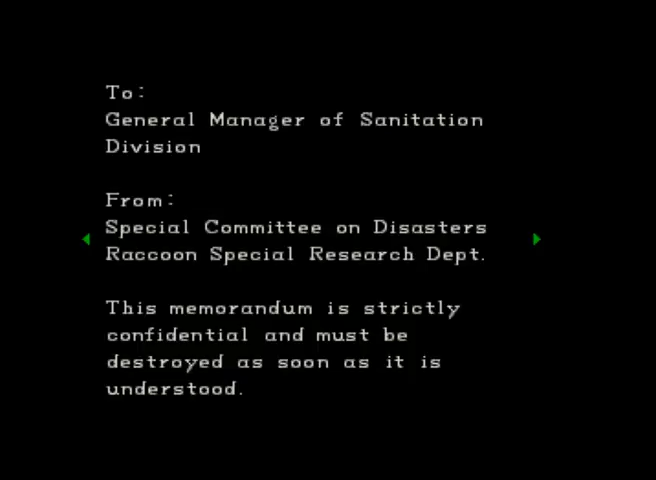 To:
General Manager of Sanitation
Division
From:
Special Committee on Disasters
Raccoon Special Research Dept.
This memorandum is strictly
confidential and must be
destroyed as soon as it is
understood.